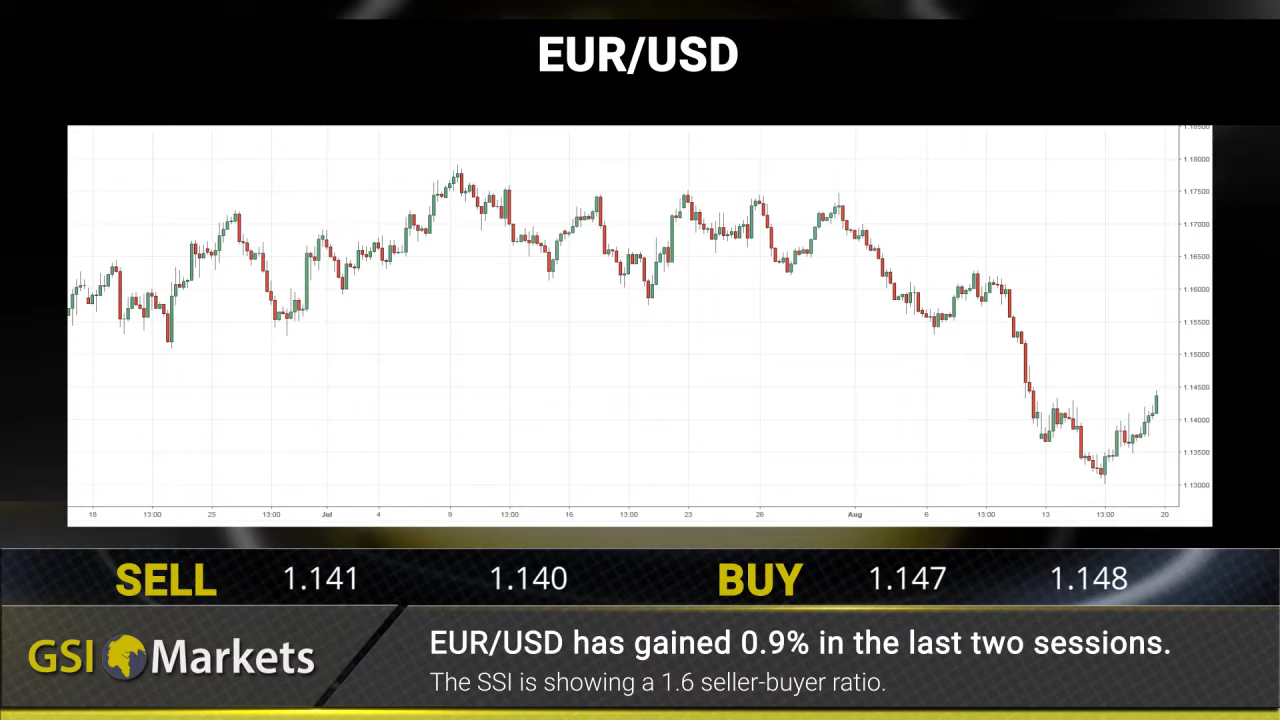 EUR/USD
1.18500
1.18000
1.17500
1.17000
1.16500
1.16000
1.15500
1.15000
1.14500
1.14000
1.13500
1.13000
18 13:00 25 13:00 Jul 4 9 13:00 16 13:00 23 26 Aug 6 13:00 13 13:00 20
SELL 1.141 1.140 BUY 1.147 1.148
GSI Markets
EUR/USD has gained 0.9% in the last two sessions.
The SSI is showing a 1.6 seller-buyer ratio.